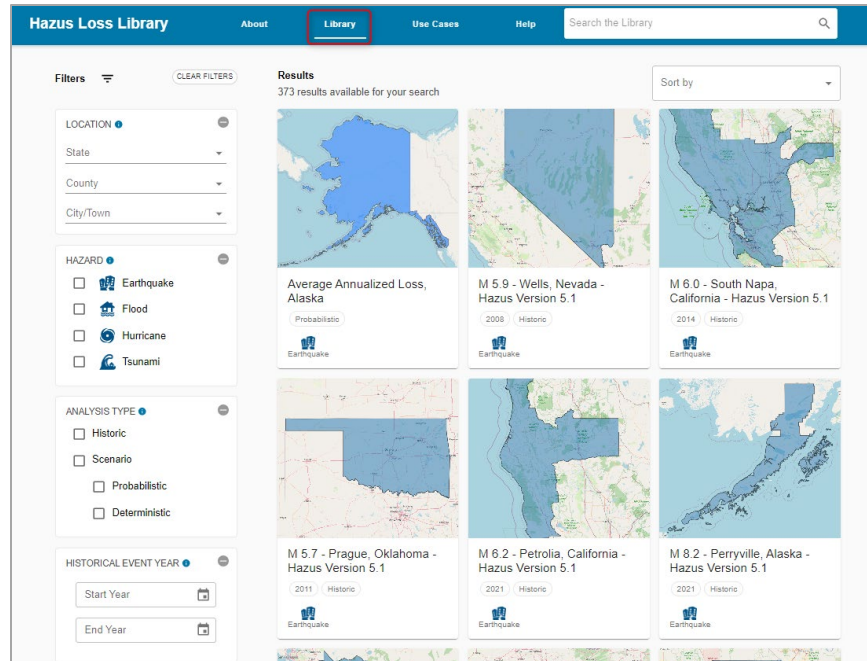 Hazus Loss Library
About
Library
Use Cases
Help
Search the Library
Filters
CLEAR FILTERS
Results
373 results available for your search
Sort by
LOCATION
State
County
City/Town
HAZARD
Earthquake
Flood
Hurricane
Tsunami
ANALYSIS TYPE
Historic
Scenario
Probabilistic
Deterministic
HISTORICAL EVENT YEAR
Start Year
End Year
Average Annualized Loss,
Alaska
Probabilistic
Earthquake
M 5.9 - Wells, Nevada -
Hazus Version 5.1
2008 Historic
Earthquake
M 6.0 - South Napa,
California - Hazus Version 5.1
2014 Historic
Earthquake
M 5.7 - Prague, Oklahoma -
Hazus Version 5.1
2011 Historic
Earthquake
M 6.2 - Petrolia, California -
Hazus Version 5.1
2021 Historic
Earthquake
M 8.2 - Perryville, Alaska -
Hazus Version 5.1
2021 Historic
Earthquake